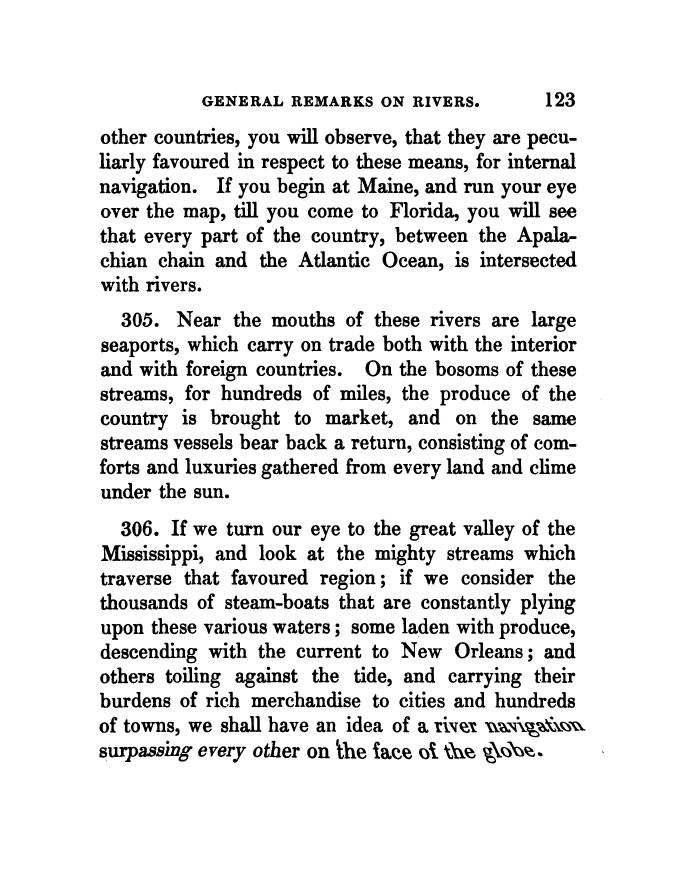 GENERAL REMARKS ON RIVERS. 123
other countries, you will observe, that they are pecu-
liarly favoured in respect to these means, for internal
navigation. If you begin at Maine, and run your eye
over the map, till you come to Florida, you will see
that every part of the country, between the Apala-
chian chain and the Atlantic Ocean, is intersected
with rivers.
305. Near the mouths of these rivers are large
seaports, which carry on trade both with the interior
and with foreign countries. On the bosoms of these
streams, for hundreds of miles, the produce of the
country is brought to market, and on the same
streams vessels bear back a return, consisting of com-
forts and luxuries gathered from every land and clime
under the sun.
306. If we turn our eye to the great valley of the
Mississippi, and look at the mighty streams which
traverse that favoured region; if we consider the
thousands of steam-boats that are constantly plying
upon these various waters; some laden with produce,
descending with the current to New Orleans; and
others toiling against the tide, and carrying their
burdens of rich merchandise to cities and hundreds
of towns, we shall have an idea of a river navigation
surpassing every other on the face of the globe.